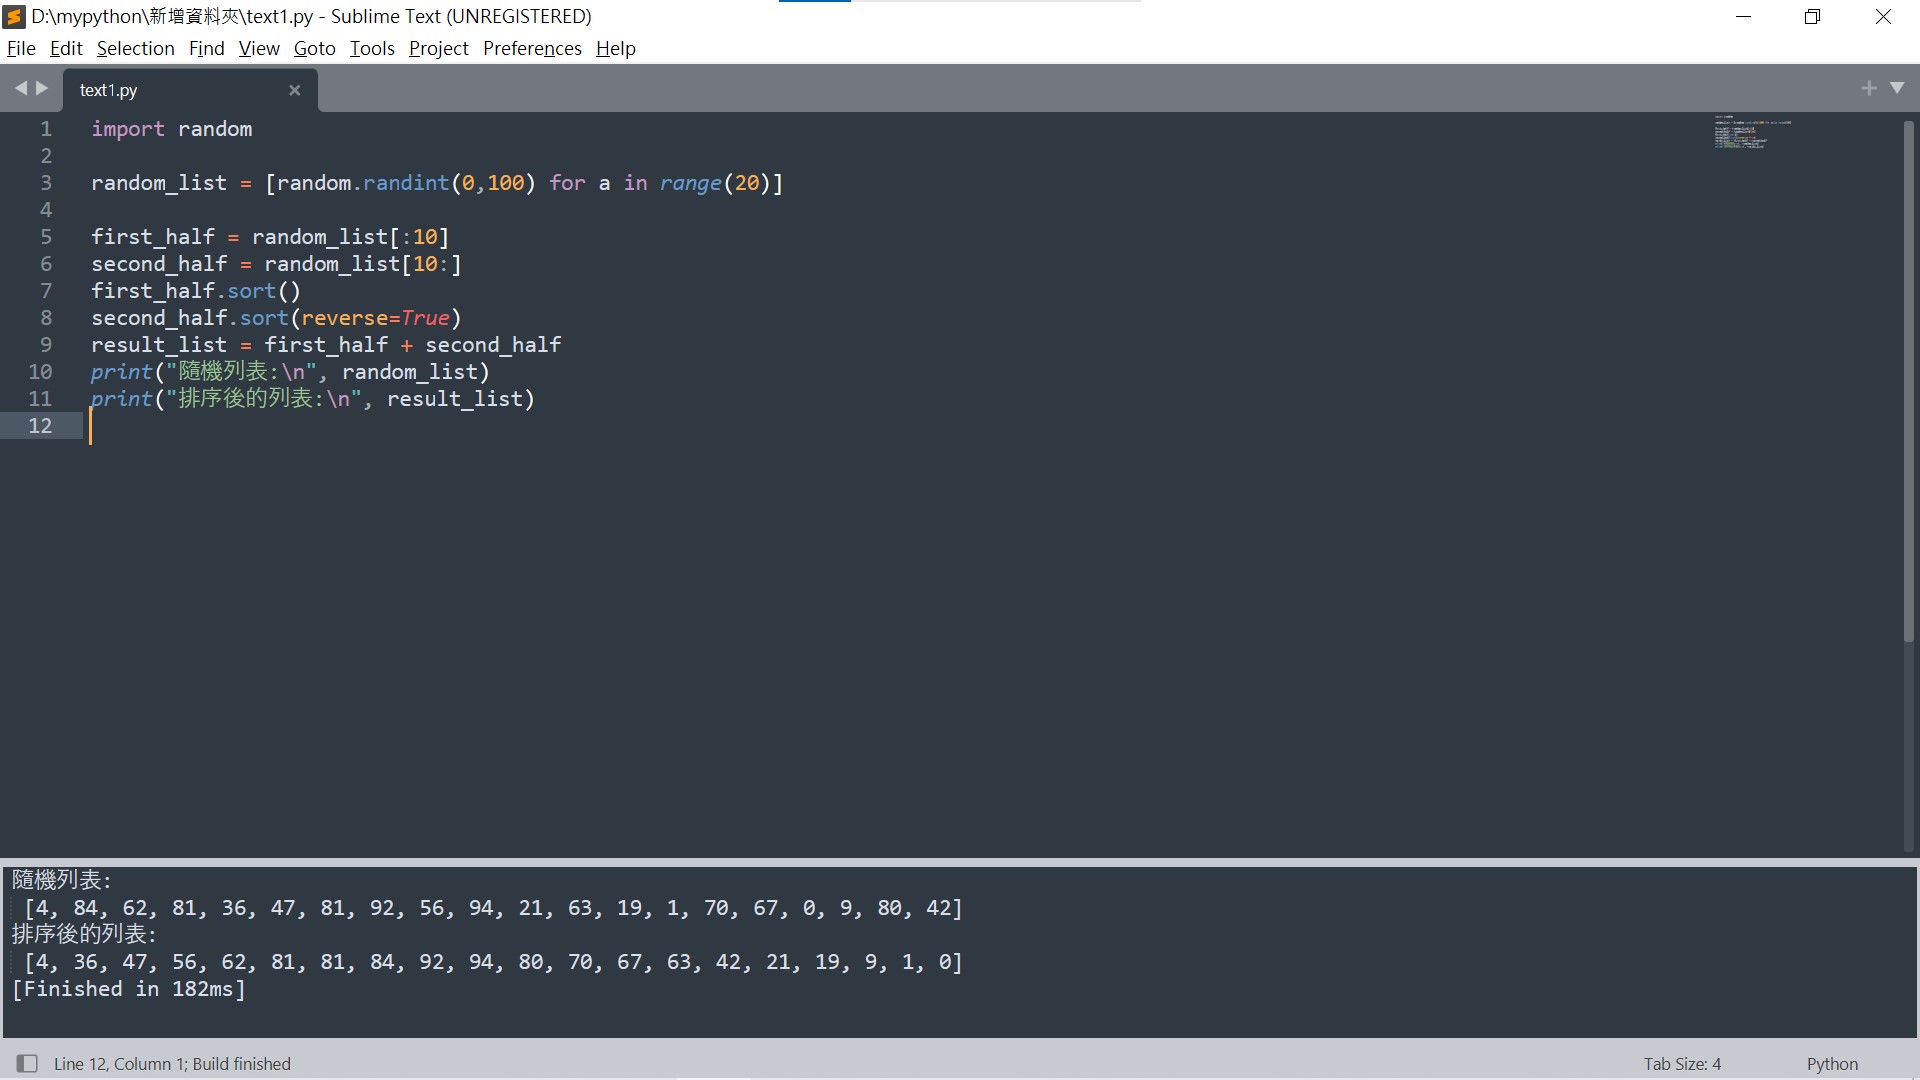 D:\mypython\新增資料夾\text1.py - Sublime Text (UNREGISTERED)
File Edit Selection Find View Goto Tools Project Preferences Help
text1.py
1 import random
2
3 random_list = [random.randint(0,100) for a in range(20)]
4
5 first_half = random_list[:10]
6 second_half = random_list[10:]
7 first_half.sort()
8 second_half.sort(reverse=True)
9 result_list = first_half + second_half
10 print("隨機列表:\n", random_list)
11 print("排序後的列表:\n", result_list)
12
隨機列表:
[4, 84, 62, 81, 36, 47, 81, 92, 56, 94, 21, 63, 19, 1, 70, 67, 0, 9, 80, 42]
排序後的列表:
[4, 36, 47, 56, 62, 81, 81, 84, 92, 94, 80, 70, 67, 63, 42, 21, 19, 9, 1, 0]
[Finished in 182ms]
Line 12, Column 1; Build finished
Tab Size: 4
Python